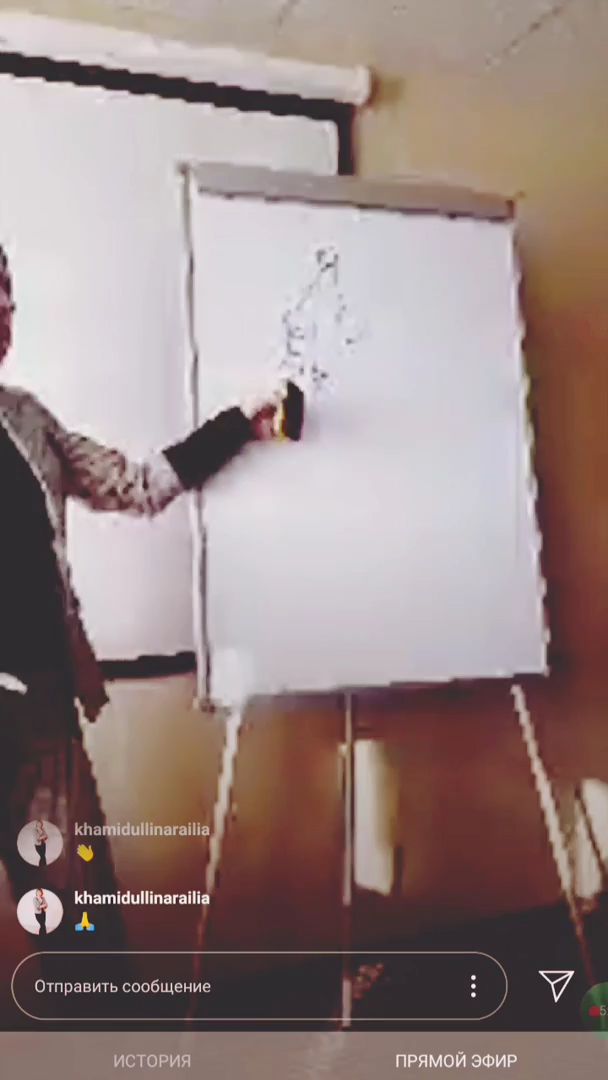 khamidullinarailia
👋
khamidullinarailia
🙏
Отправить сообщение
ИСТОРИЯ
ПРЯМОЙ ЭФИР